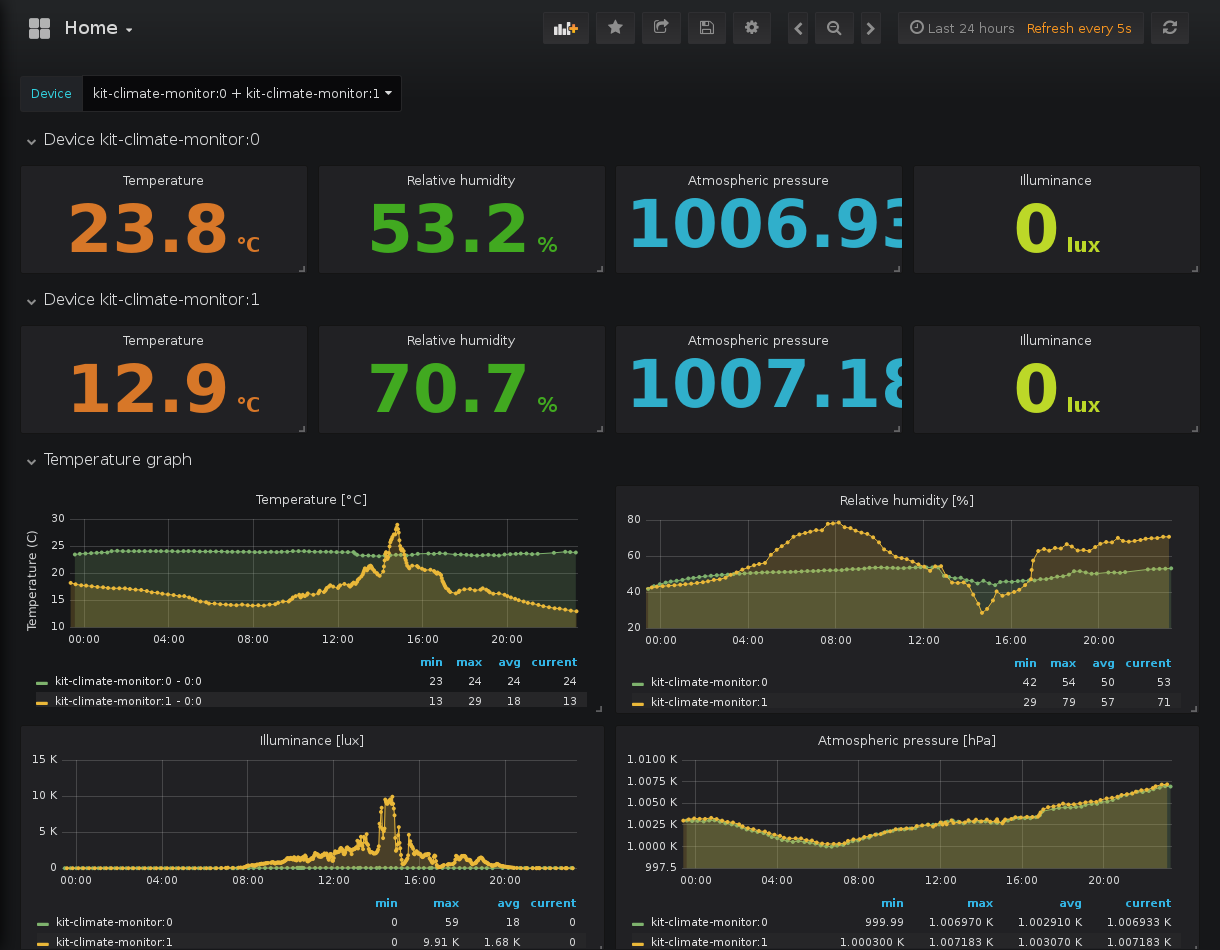 Home
Last 24 hours Refresh every 5s
Device kit-climate-monitor:0 + kit-climate-monitor:1
Device kit-climate-monitor:0
Temperature Relative humidity Atmospheric pressure Illuminance
23.8 °C 53.2 % 1006.93 0 lux
Device kit-climate-monitor:1
Temperature Relative humidity Atmospheric pressure Illuminance
12.9 °C 70.7 % 1007.18 0 lux
Temperature graph
Temperature [°C]
Temperature (C)
30
25
20
15
10
00:00 04:00 08:00 12:00 16:00 20:00
min max avg current
kit-climate-monitor:0 - 0:0 23 24 24 24
kit-climate-monitor:1 - 0:0 13 29 18 13
Relative humidity [%]
80
60
40
20
00:00 04:00 08:00 12:00 16:00 20:00
min max avg current
kit-climate-monitor:0 42 54 50 53
kit-climate-monitor:1 29 79 57 71
Illuminance [lux]
15 K
10 K
5 K
0
00:00 04:00 08:00 12:00 16:00 20:00
min max avg current
kit-climate-monitor:0 0 59 18 0
kit-climate-monitor:1 0 9.91 K 1.68 K 0
Atmospheric pressure [hPa]
1.0100 K
1.0075 K
1.0050 K
1.0025 K
1.0000 K
997.5
00:00 04:00 08:00 12:00 16:00 20:00
min max avg current
kit-climate-monitor:0 999.99 1.006970 K 1.002910 K 1.006933 K
kit-climate-monitor:1 1.000300 K 1.007183 K 1.003070 K 1.007183 K